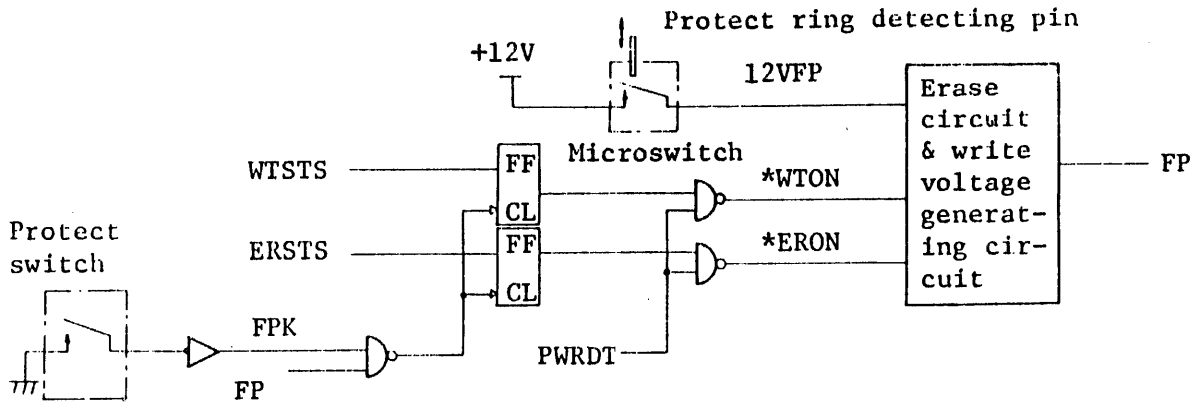 Protect ring detecting pin
+12V
12VFP
Microswitch
WTSTS
FF
CL
*WTON
ERSTS
FF
CL
*ERON
Erase
circuit
& write
voltage
generat-
ing cir-
cuit
FP
Protect
switch
FPK
FP
PWRDT